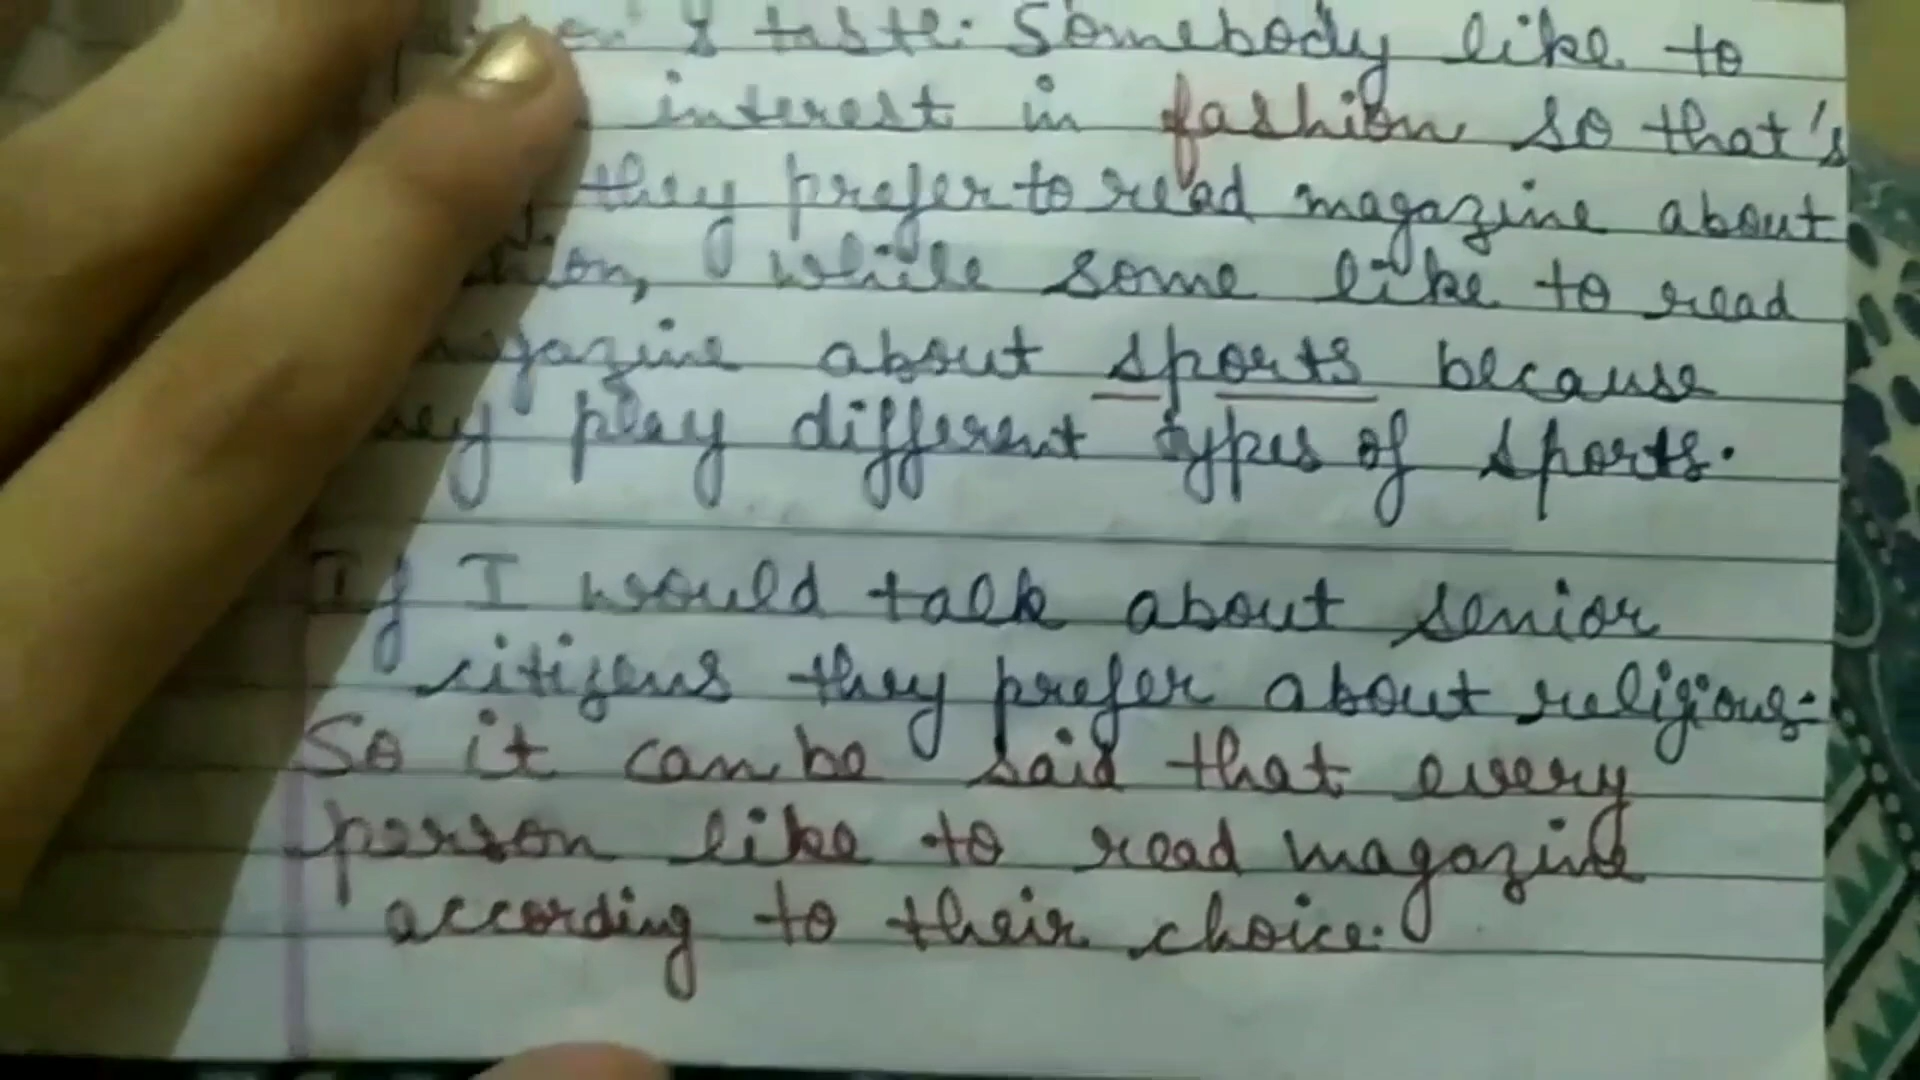 & taste. Somebody like to
interest in fashion so that's
they prefer to read magazine about
while some like to read
about sports because
play different types of sports.
If I would talk about senior
citizens they prefer about religious.
So it can be said that every
person like to read magazine
according to their choice.